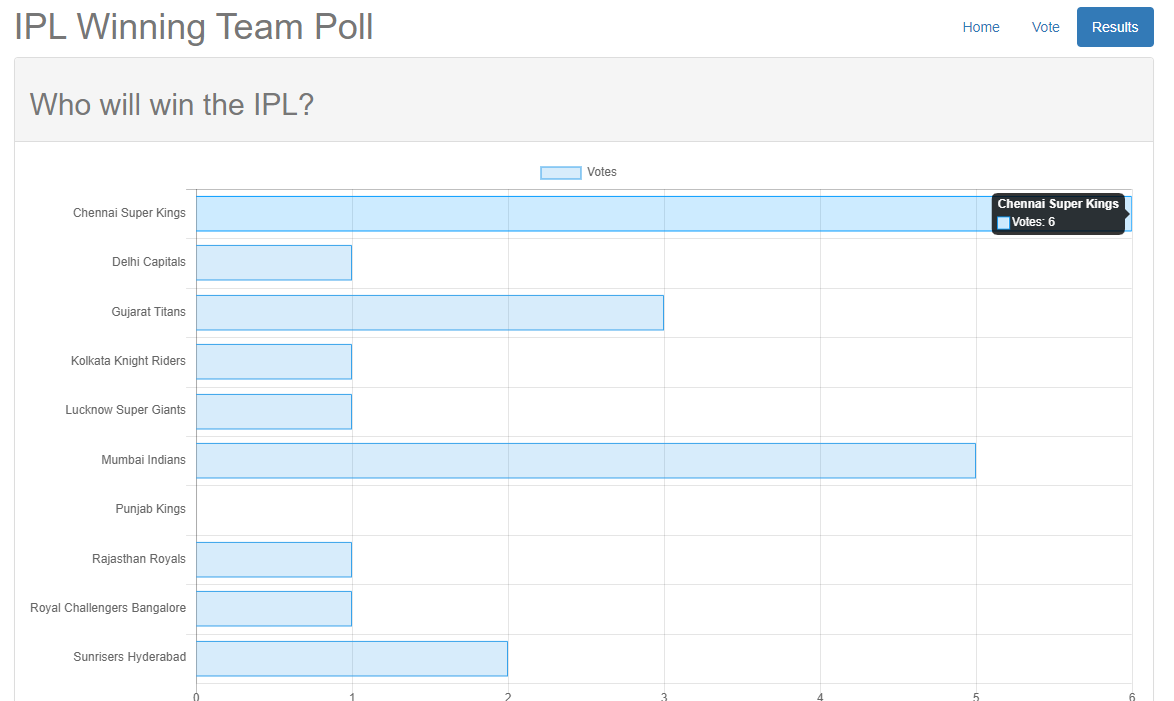 IPL Winning Team Poll
Home Vote Results
Who will win the IPL?
Votes
Chennai Super Kings
Chennai Super Kings
Votes: 6
Delhi Capitals
Gujarat Titans
Kolkata Knight Riders
Lucknow Super Giants
Mumbai Indians
Punjab Kings
Rajasthan Royals
Royal Challengers Bangalore
Sunrisers Hyderabad
0 1 2 3 4 5 6